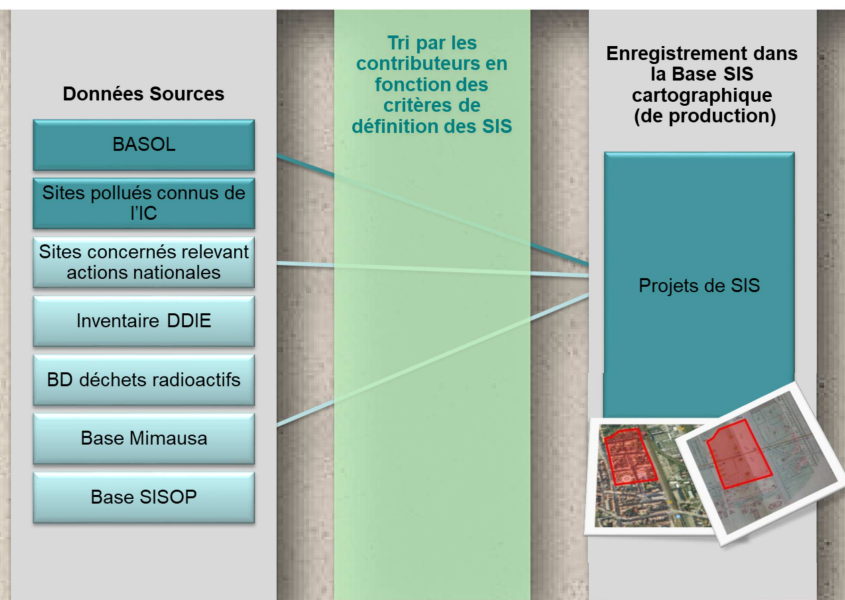 Données Sources
BASOL
Sites pollués connus de
l'IC
Sites concernés relevant
actions nationales
Inventaire DDIE
BD déchets radioactifs
Base Mimausa
Base SISOP
Tri par les
contributeurs en
fonction des
critères de
définition des SIS
Enregistrement dans
la Base SIS
cartographique
(de production)
Projets de SIS